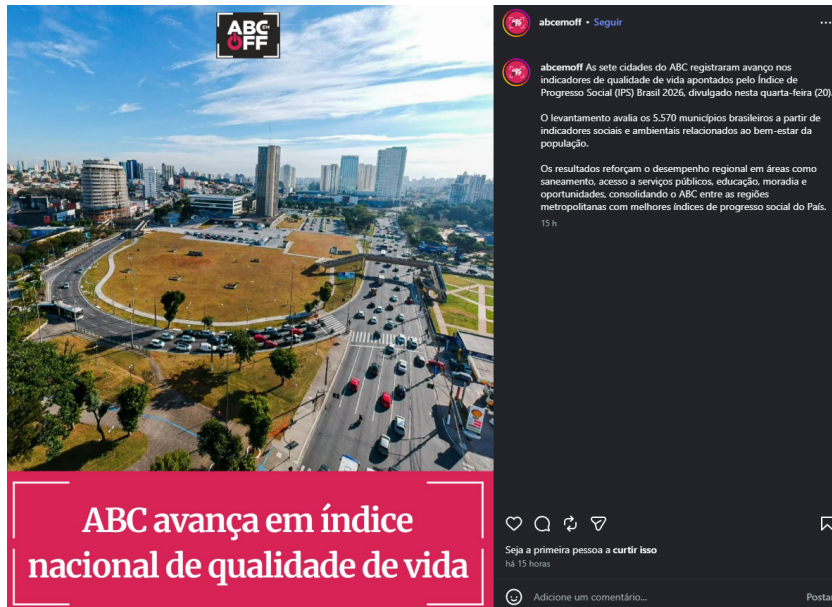 ABC EM
OFF
ABC avança em índice
nacional de qualidade de vida
abcemoff • Seguir
abcemoff As sete cidades do ABC registraram avanço nos
indicadores de qualidade de vida apontados pelo Índice de
Progresso Social (IPS) Brasil 2026, divulgado nesta quarta-feira (20).
O levantamento avalia os 5.570 municípios brasileiros a partir de
indicadores sociais e ambientais relacionados ao bem-estar da
população.
Os resultados reforçam o desempenho regional em áreas como
saneamento, acesso a serviços públicos, educação, moradia e
oportunidades, consolidando o ABC entre as regiões
metropolitanas com melhores índices de progresso social do País.
15 h
Seja a primeira pessoa a curtir isso
há 15 horas
Adicione um comentário...
Postar